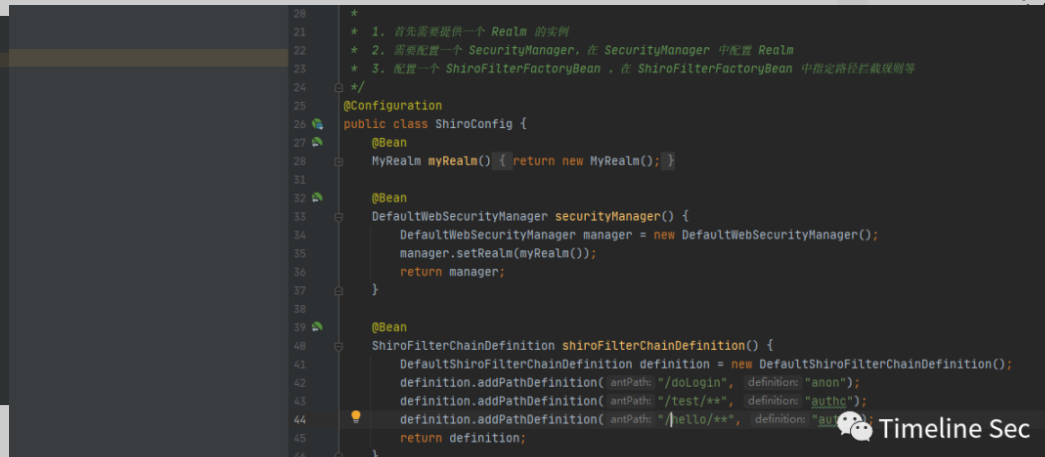 20 *
21 * 1. 首先需要提供一个 Realm 的实例
22 * 2. 需要配置一个 SecurityManager，在 SecurityManager 中配置 Realm
23 * 3. 配置一个 ShiroFilterFactoryBean ，在 ShiroFilterFactoryBean 中指定路径拦截规则等
24 */
25 @Configuration
26 public class ShiroConfig {
27 @Bean
28 MyRealm myRealm() { return new MyRealm(); }
31
32 @Bean
33 DefaultWebSecurityManager securityManager() {
34 DefaultWebSecurityManager manager = new DefaultWebSecurityManager();
35 manager.setRealm(myRealm());
36 return manager;
37 }
38
39 @Bean
40 ShiroFilterChainDefinition shiroFilterChainDefinition() {
41 DefaultShiroFilterChainDefinition definition = new DefaultShiroFilterChainDefinition();
42 definition.addPathDefinition( antPath: "/doLogin", definition: "anon");
43 definition.addPathDefinition( antPath: "/test/**", definition: "authc");
44 definition.addPathDefinition( antPath: "/hello/**", definition:
45 return definition;
}
Timeline Sec